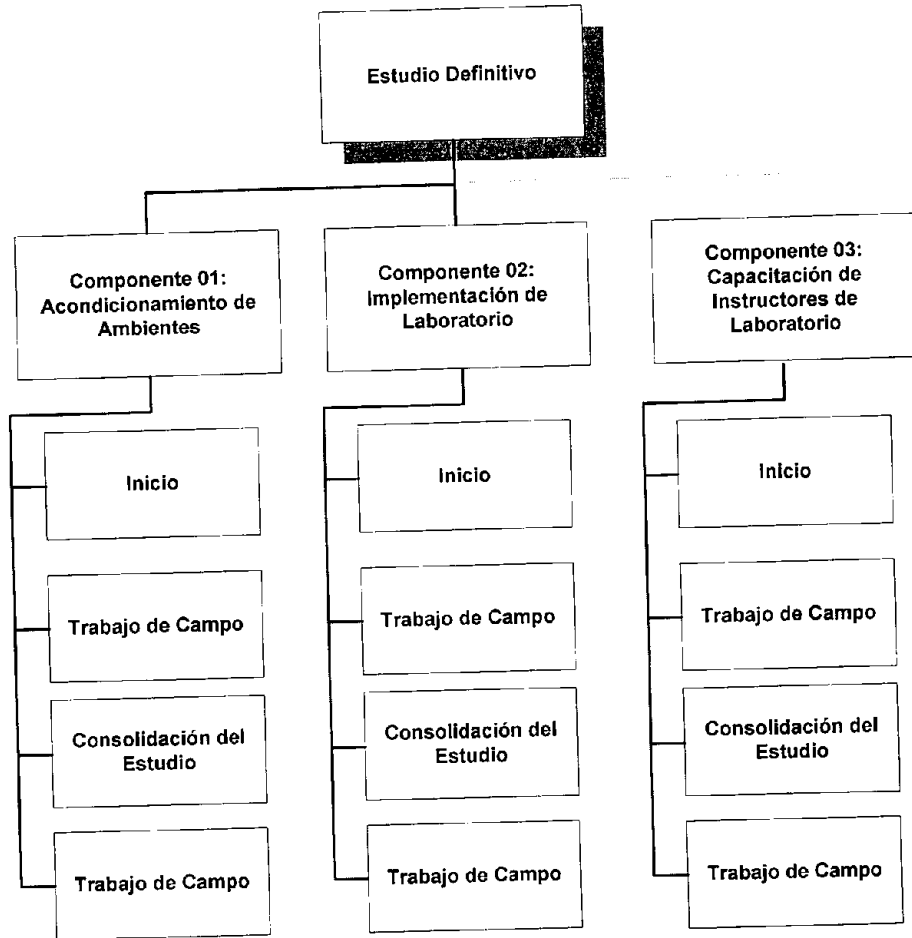 Estudio Definitivo
Componente 01:
Acondicionamiento de
Ambientes
Componente 02:
Implementación de
Laboratorio
Componente 03:
Capacitación de
Instructores de
Laboratorio
Inicio
Trabajo de Campo
Consolidación del
Estudio
Trabajo de Campo
Inicio
Trabajo de Campo
Consolidación del
Estudio
Trabajo de Campo
Inicio
Trabajo de Campo
Consolidación del
Estudio
Trabajo de Campo